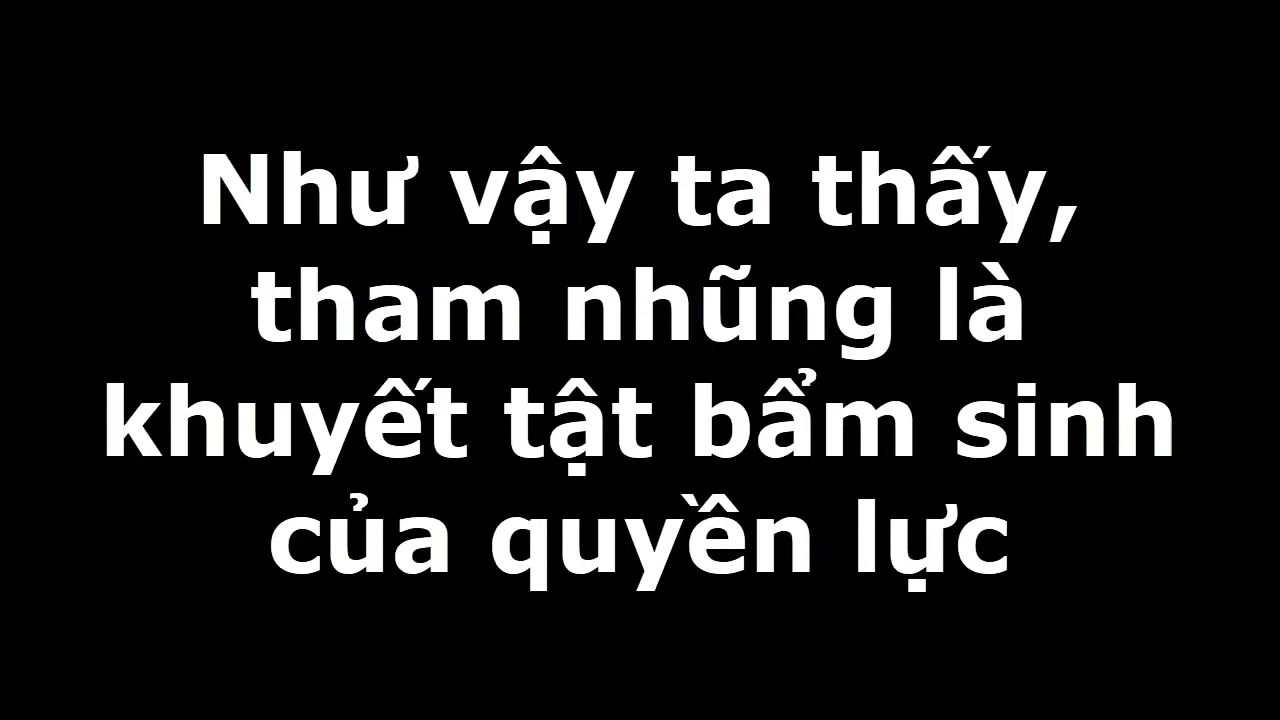 Như vậy ta thấy,
tham nhũng là
khuyết tật bẩm sinh
của quyền lực